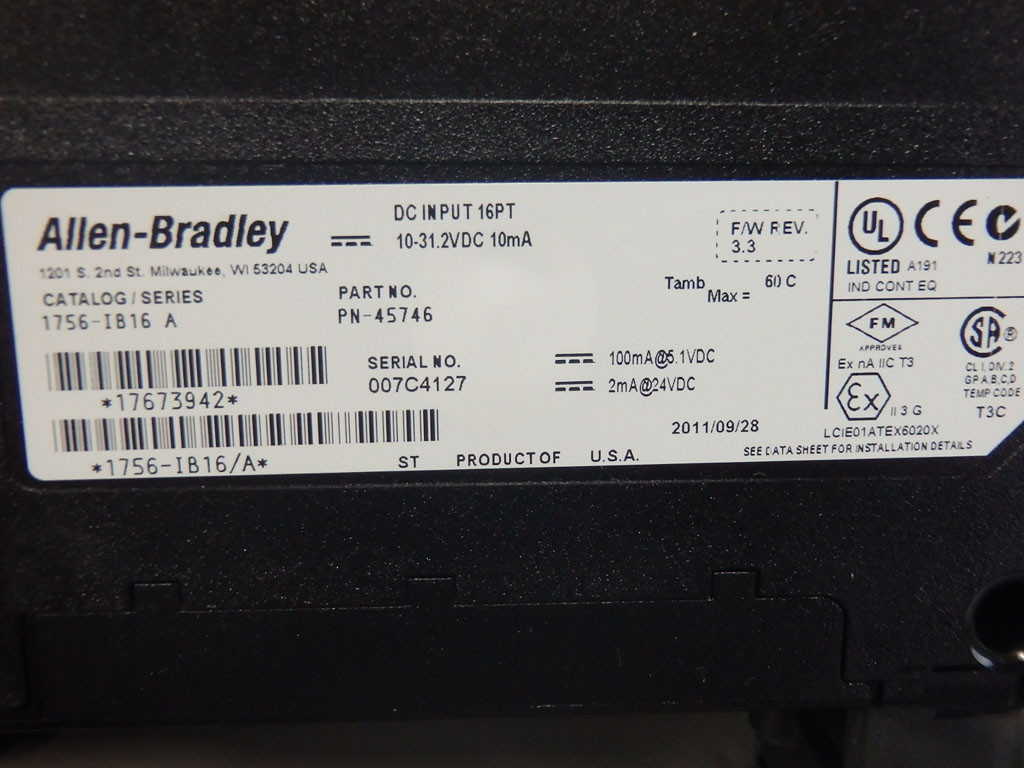 Allen-Bradley
1201 S. 2nd St. Milwaukee, WI 53204 USA
CATALOG / SERIES
1756-IB16 A
*17673942*
*1756-IB16/A*
DC INPUT 16PT
10-31.2VDC 10mA
PART NO.
PN-45746
SERIAL NO.
007C4127
100mA@5.1VDC
2mA@24VDC
F/W REV.
3.3
Tamb Max = 60 C
2011/09/28
ST PRODUCT OF U.S.A.
SEE DATA SHEET FOR INSTALLATION DETAILS
UL
LISTED A191
IND CONT EQ
CE
N223
FM
APPROVED
Ex nA IIC T3
Ex II 3 G
LCIE01ATEX6020X
SA ®
CL I, DIV. 2
GP A,B,C,D
TEMP CODE
T3C